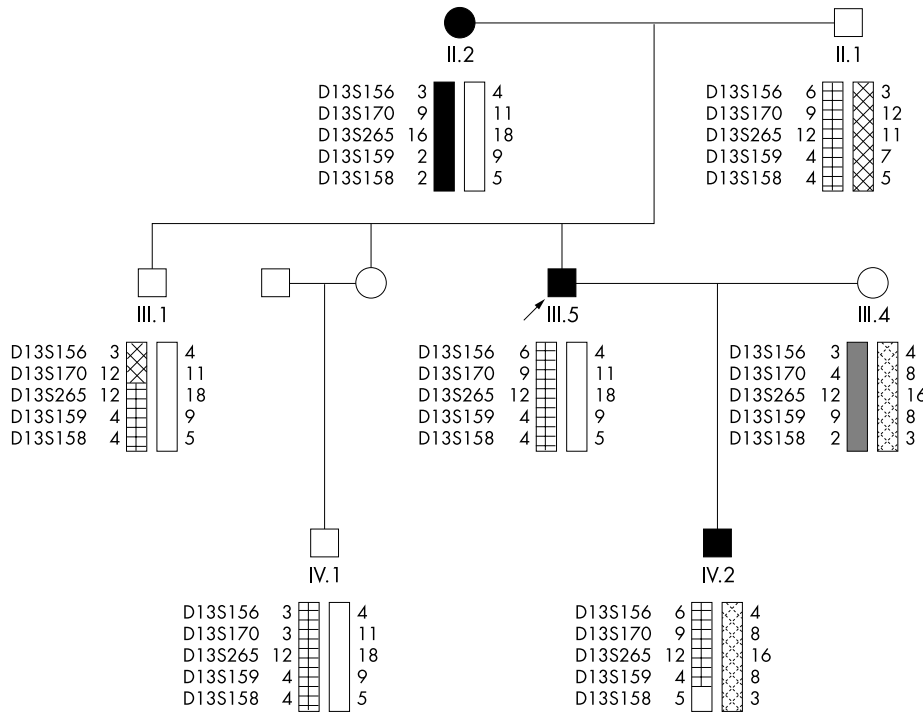 II.2 II.1
D13S156 3 4 D13S156 6 3
D13S170 9 11 D13S170 9 12
D13S265 16 18 D13S265 12 11
D13S159 2 9 D13S159 4 7
D13S158 2 5 D13S158 4 5
III.1 III.5 III.4
D13S156 3 4 D13S156 6 4 D13S156 3 4
D13S170 12 11 D13S170 9 11 D13S170 4 8
D13S265 12 18 D13S265 12 18 D13S265 12 16
D13S159 4 9 D13S159 4 9 D13S159 9 8
D13S158 4 5 D13S158 4 5 D13S158 2 3
IV.1 IV.2
D13S156 3 4 D13S156 6 4
D13S170 3 11 D13S170 9 8
D13S265 12 18 D13S265 12 16
D13S159 4 9 D13S159 4 8
D13S158 4 5 D13S158 5 3